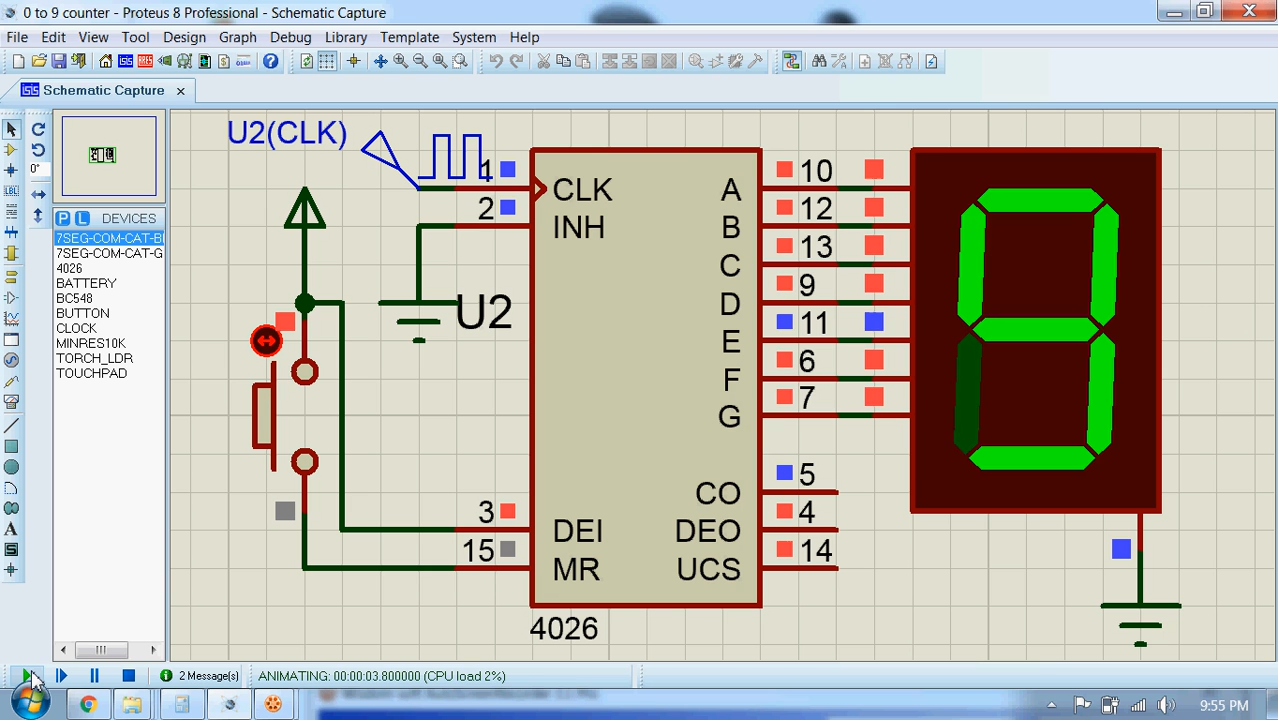 0 to 9 counter - Proteus 8 Professional - Schematic Capture
File Edit View Tool Design Graph Debug Library Template System Help
Schematic Capture
0°
P L DEVICES
7SEG-COM-CAT-B
7SEG-COM-CAT-G
4026
BATTERY
BC548
BUTTON
CLOCK
MINRES10K
TORCH_LDR
TOUCHPAD
U2(CLK)
1 CLK A 10
2 INH B 12
C 13
D 9
U2
E 11
F 6
G 7
CO 5
3 DEI DEO 4
15 MR UCS 14
4026
2 Message(s) ANIMATING: 00:00:03.800000 (CPU load 2%)
9:55 PM